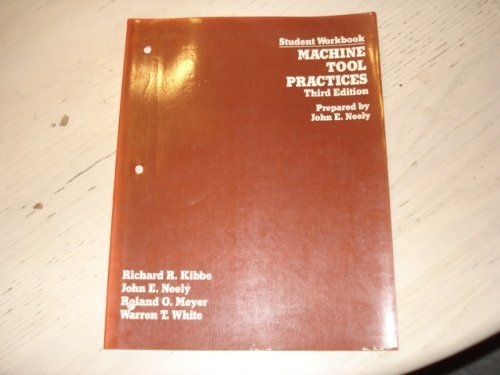 Student Workbook
MACHINE
TOOL
PRACTICES
Third Edition
Prepared by
John E. Neely
Richard R. Kibbe
John E. Neely
Roland O. Meyer
Warren T. White